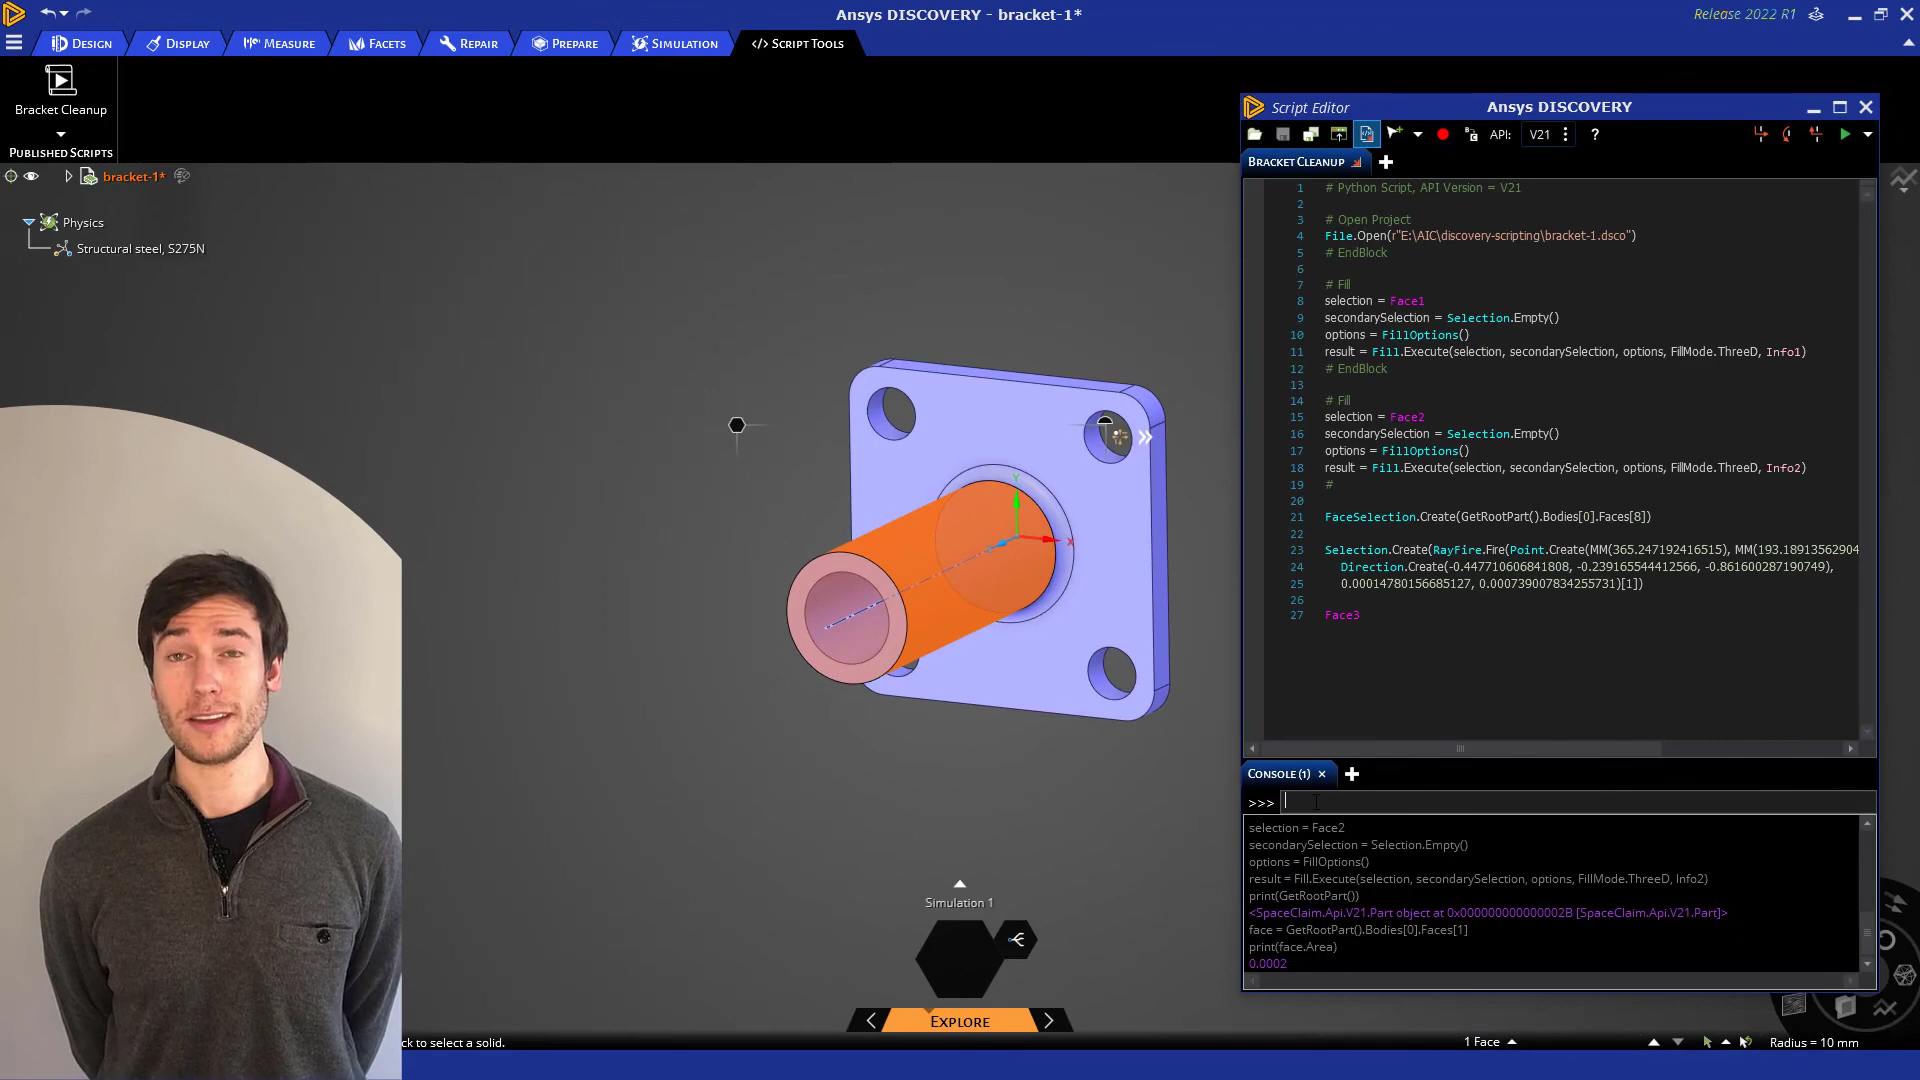 Ansys DISCOVERY - bracket-1*
Release 2022 R1
DESIGN
DISPLAY
MEASURE
FACETS
REPAIR
PREPARE
SIMULATION
SCRIPT TOOLS
Bracket Cleanup
PUBLISHED SCRIPTS
bracket-1*
Physics
Structural steel, S275N
Script Editor
Ansys DISCOVERY
API: V21 ?
BRACKET CLEANUP
1 # Python Script, API Version = V21
2
3 # Open Project
4 File.Open(r"E:\AIC\discovery-scripting\bracket-1.dsco")
5 # EndBlock
6
7 # Fill
8 selection = Face1
9 secondarySelection = Selection.Empty()
10 options = FillOptions()
11 result = Fill.Execute(selection, secondarySelection, options, FillMode.ThreeD, Info1)
12 # EndBlock
13
14 # Fill
15 selection = Face2
16 secondarySelection = Selection.Empty()
17 options = FillOptions()
18 result = Fill.Execute(selection, secondarySelection, options, FillMode.ThreeD, Info2)
19 #
20
21 FaceSelection.Create(GetRootPart().Bodies[0].Faces[8])
22
23 Selection.Create(RayFire.Fire(Point.Create(MM(365.247192416515), MM(193.18913562904
24 Direction.Create(-0.447710606841808, -0.239165544412566, -0.861600287190749),
25 0.00014780156685127, 0.000739007834255731)[1])
26
27 Face3
CONSOLE (1)
>>>
selection = Face2
secondarySelection = Selection.Empty()
options = FillOptions()
result = Fill.Execute(selection, secondarySelection, options, FillMode.ThreeD, Info2)
print(GetRootPart())
<SpaceClaim.Api.V21.Part object at 0x000000000000002B [SpaceClaim.Api.V21.Part]>
face = GetRootPart().Bodies[0].Faces[1]
print(face.Area)
0.0002
Y
X
Simulation 1
EXPLORE
ck to select a solid.
1 Face
Radius = 10 mm